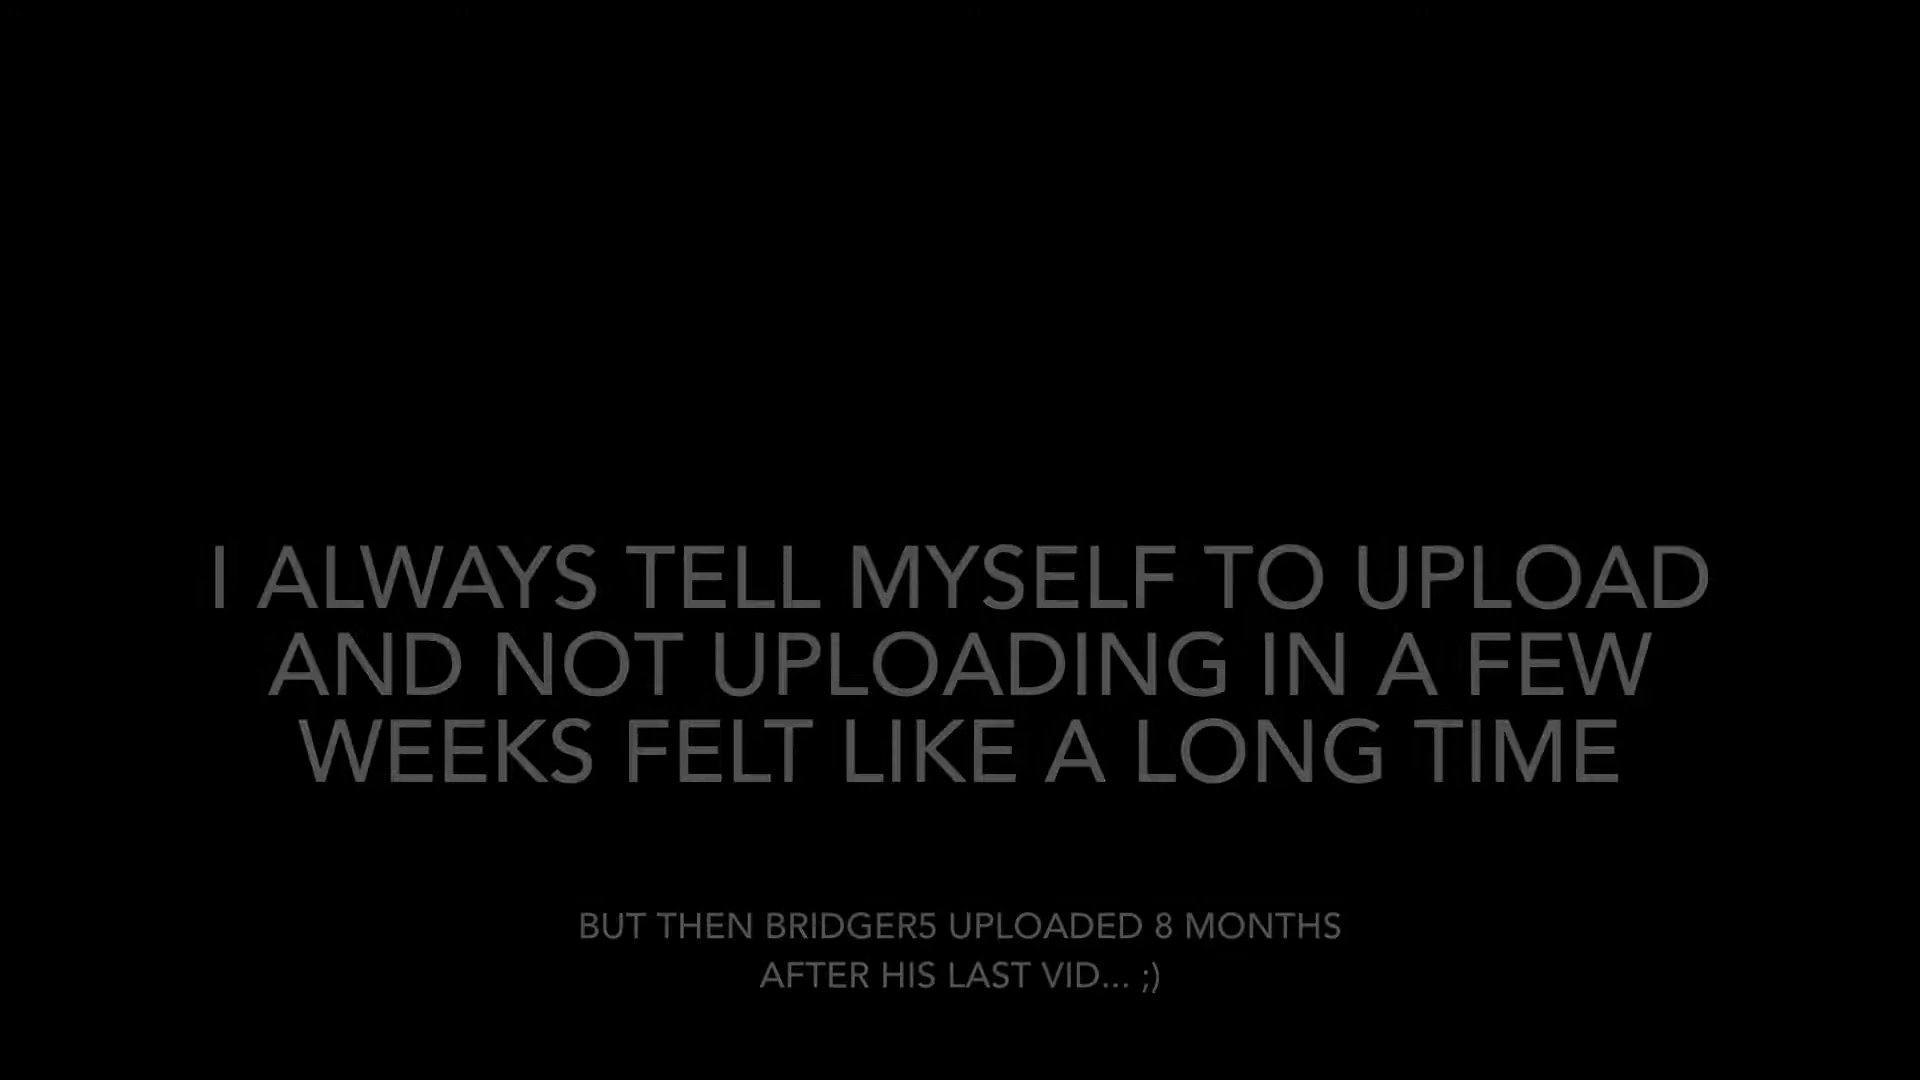 I ALWAYS TELL MYSELF TO UPLOAD
AND NOT UPLOADING IN A FEW
WEEKS FELT LIKE A LONG TIME
BUT THEN BRIDGER5 UPLOADED 8 MONTHS
AFTER HIS LAST VID... ;)